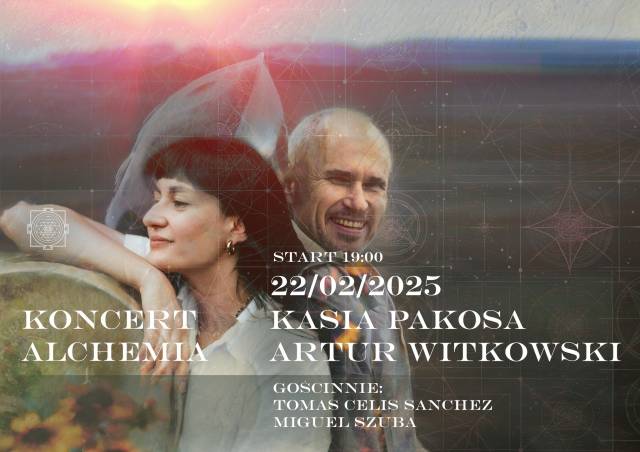 START 19:00
22/02/2025
KONCERT KASIA PAKOSA
ALCHEMIA ARTUR WITKOWSKI
GOSCINNIE:
TOMAS CELIS SANCHEZ
MIGUEL SZUBA